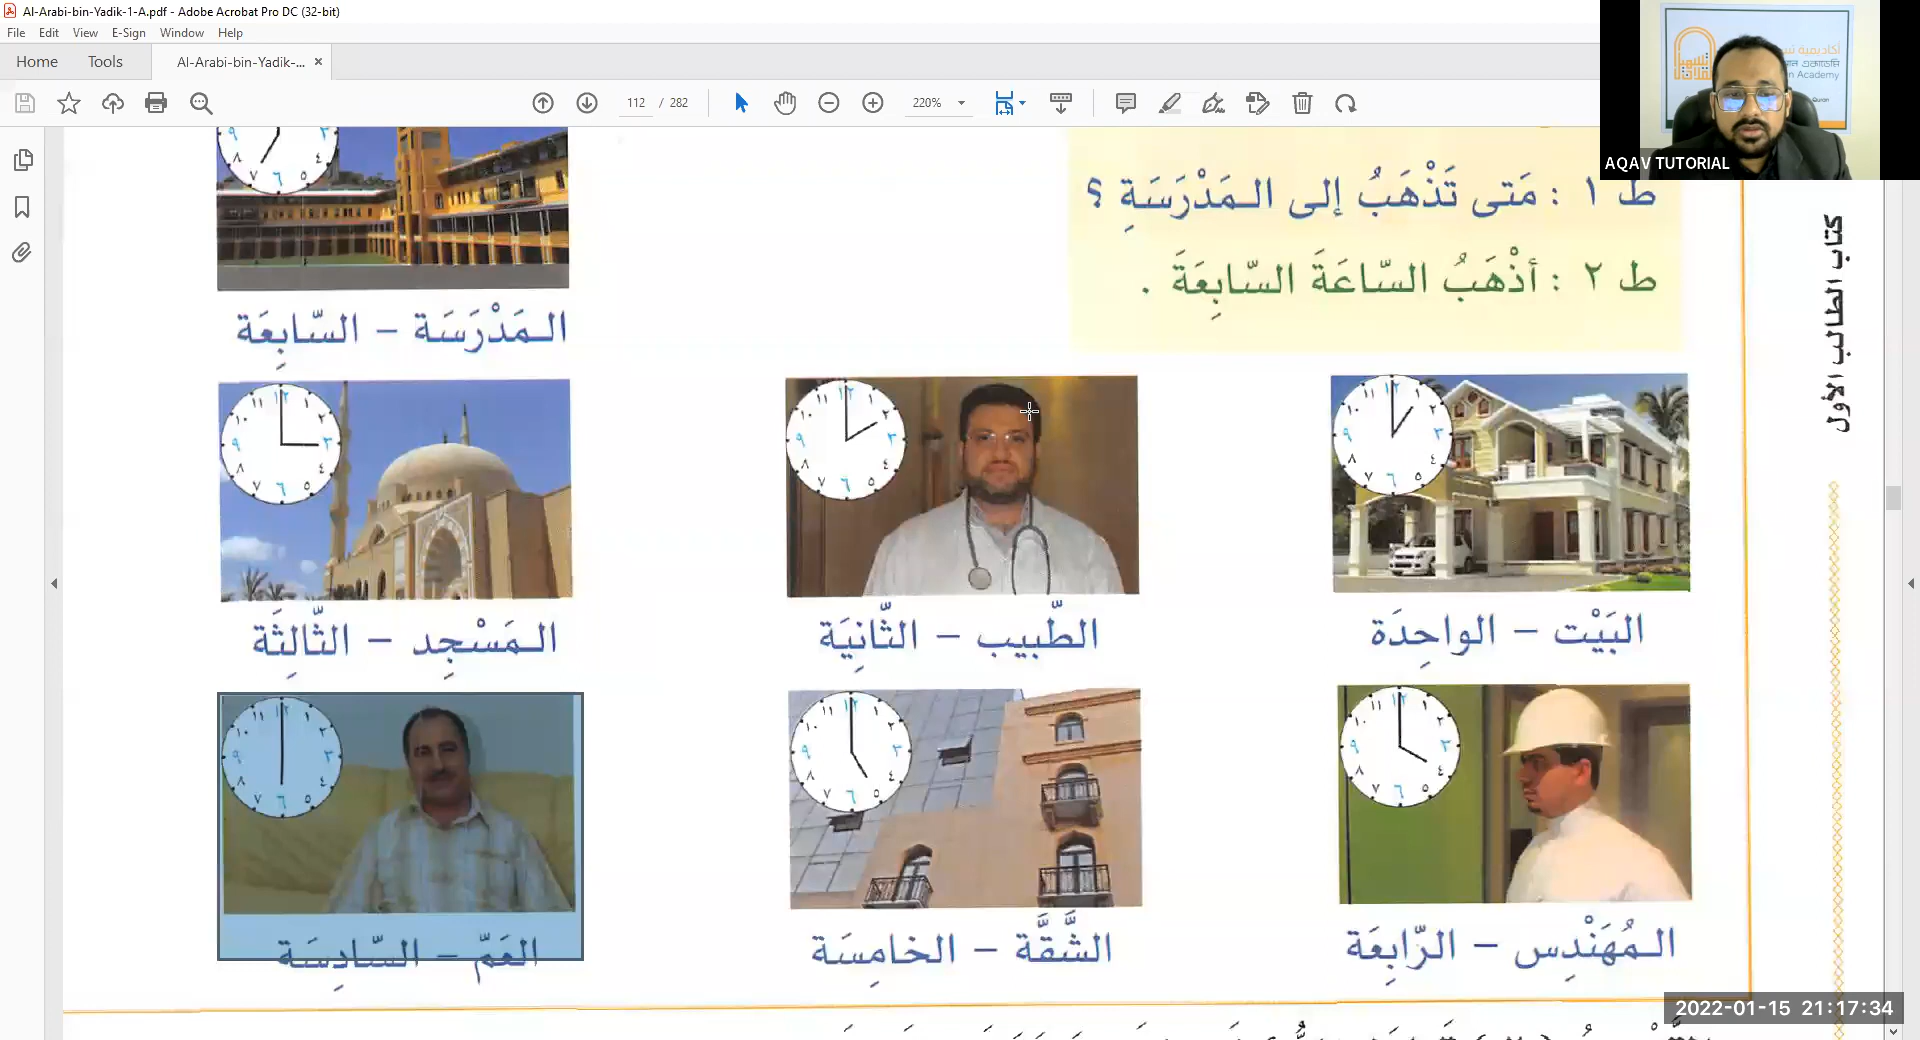 Al-Arabi-bin-Yadik-1-A.pdf - Adobe Acrobat Pro DC (32-bit)
File Edit View E-Sign Window Help
Home Tools Al-Arabi-bin-Yadik-... ×
112 / 282 220%
AQAV TUTORIAL
ط ١ : مَتى تَذْهَبُ إلى الـمَدْرَسَةِ ؟
ط ٢ : أذْهَبُ السّاعَةَ السّابِعَةَ .
كتاب الطالب الأول
الـمَدْرَسَة – السّابِعَة
البَيْت – الواحِدَة
الطّبيب – الثّانِيَة
الـمَسْجِد – الثّالِثَة
الـمُهَنْدِس – الرّابِعَة
الشَّقَّة – الخامِسَة
العَمّ – السّادِسَة
2022-01-15 21:17:34